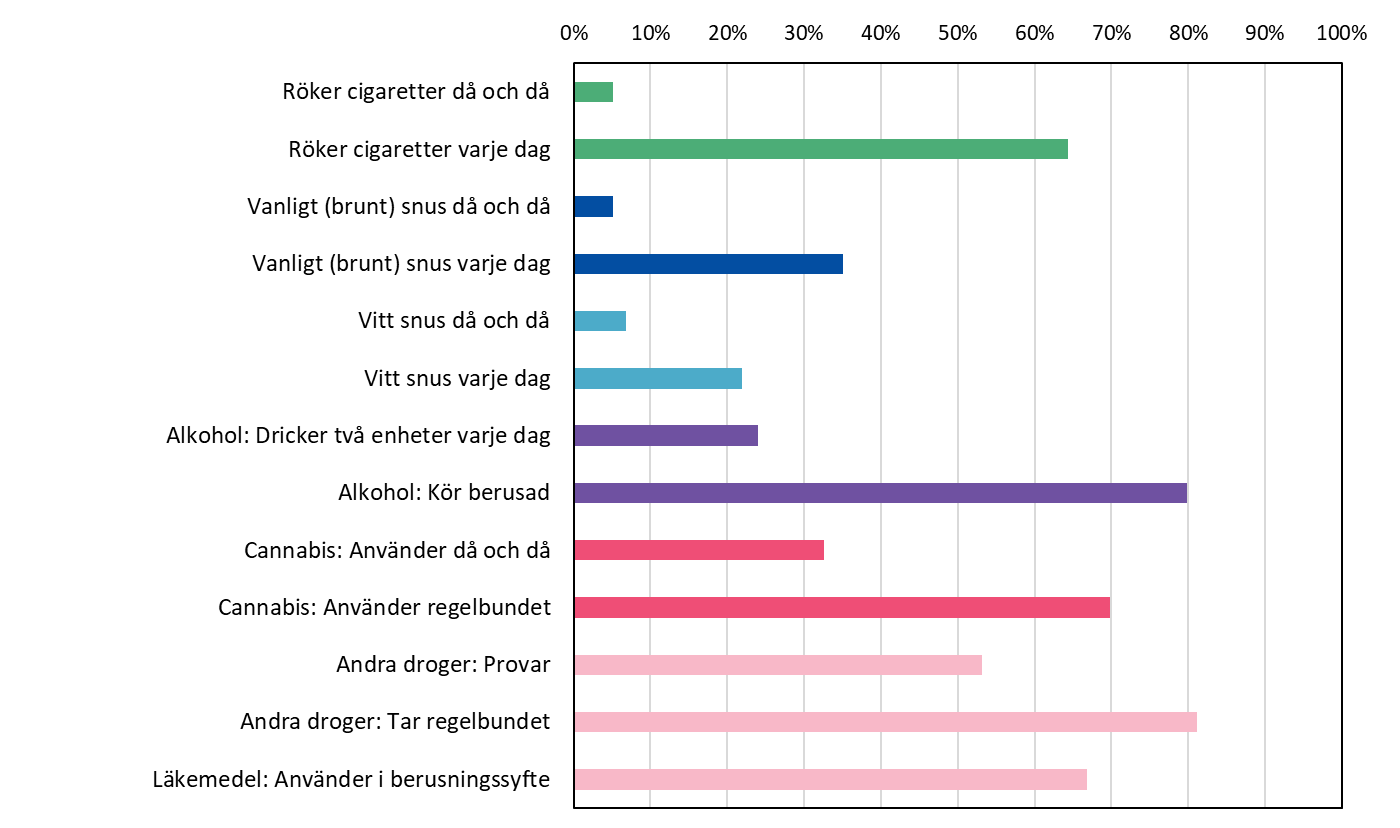 0% 10% 20% 30% 40% 50% 60% 70% 80% 90% 100%
Röker cigaretter då och då
Röker cigaretter varje dag
Vanligt (brunt) snus då och då
Vanligt (brunt) snus varje dag
Vitt snus då och då
Vitt snus varje dag
Alkohol: Dricker två enheter varje dag
Alkohol: Kör berusad
Cannabis: Använder då och då
Cannabis: Använder regelbundet
Andra droger: Provar
Andra droger: Tar regelbundet
Läkemedel: Använder i berusningssyfte